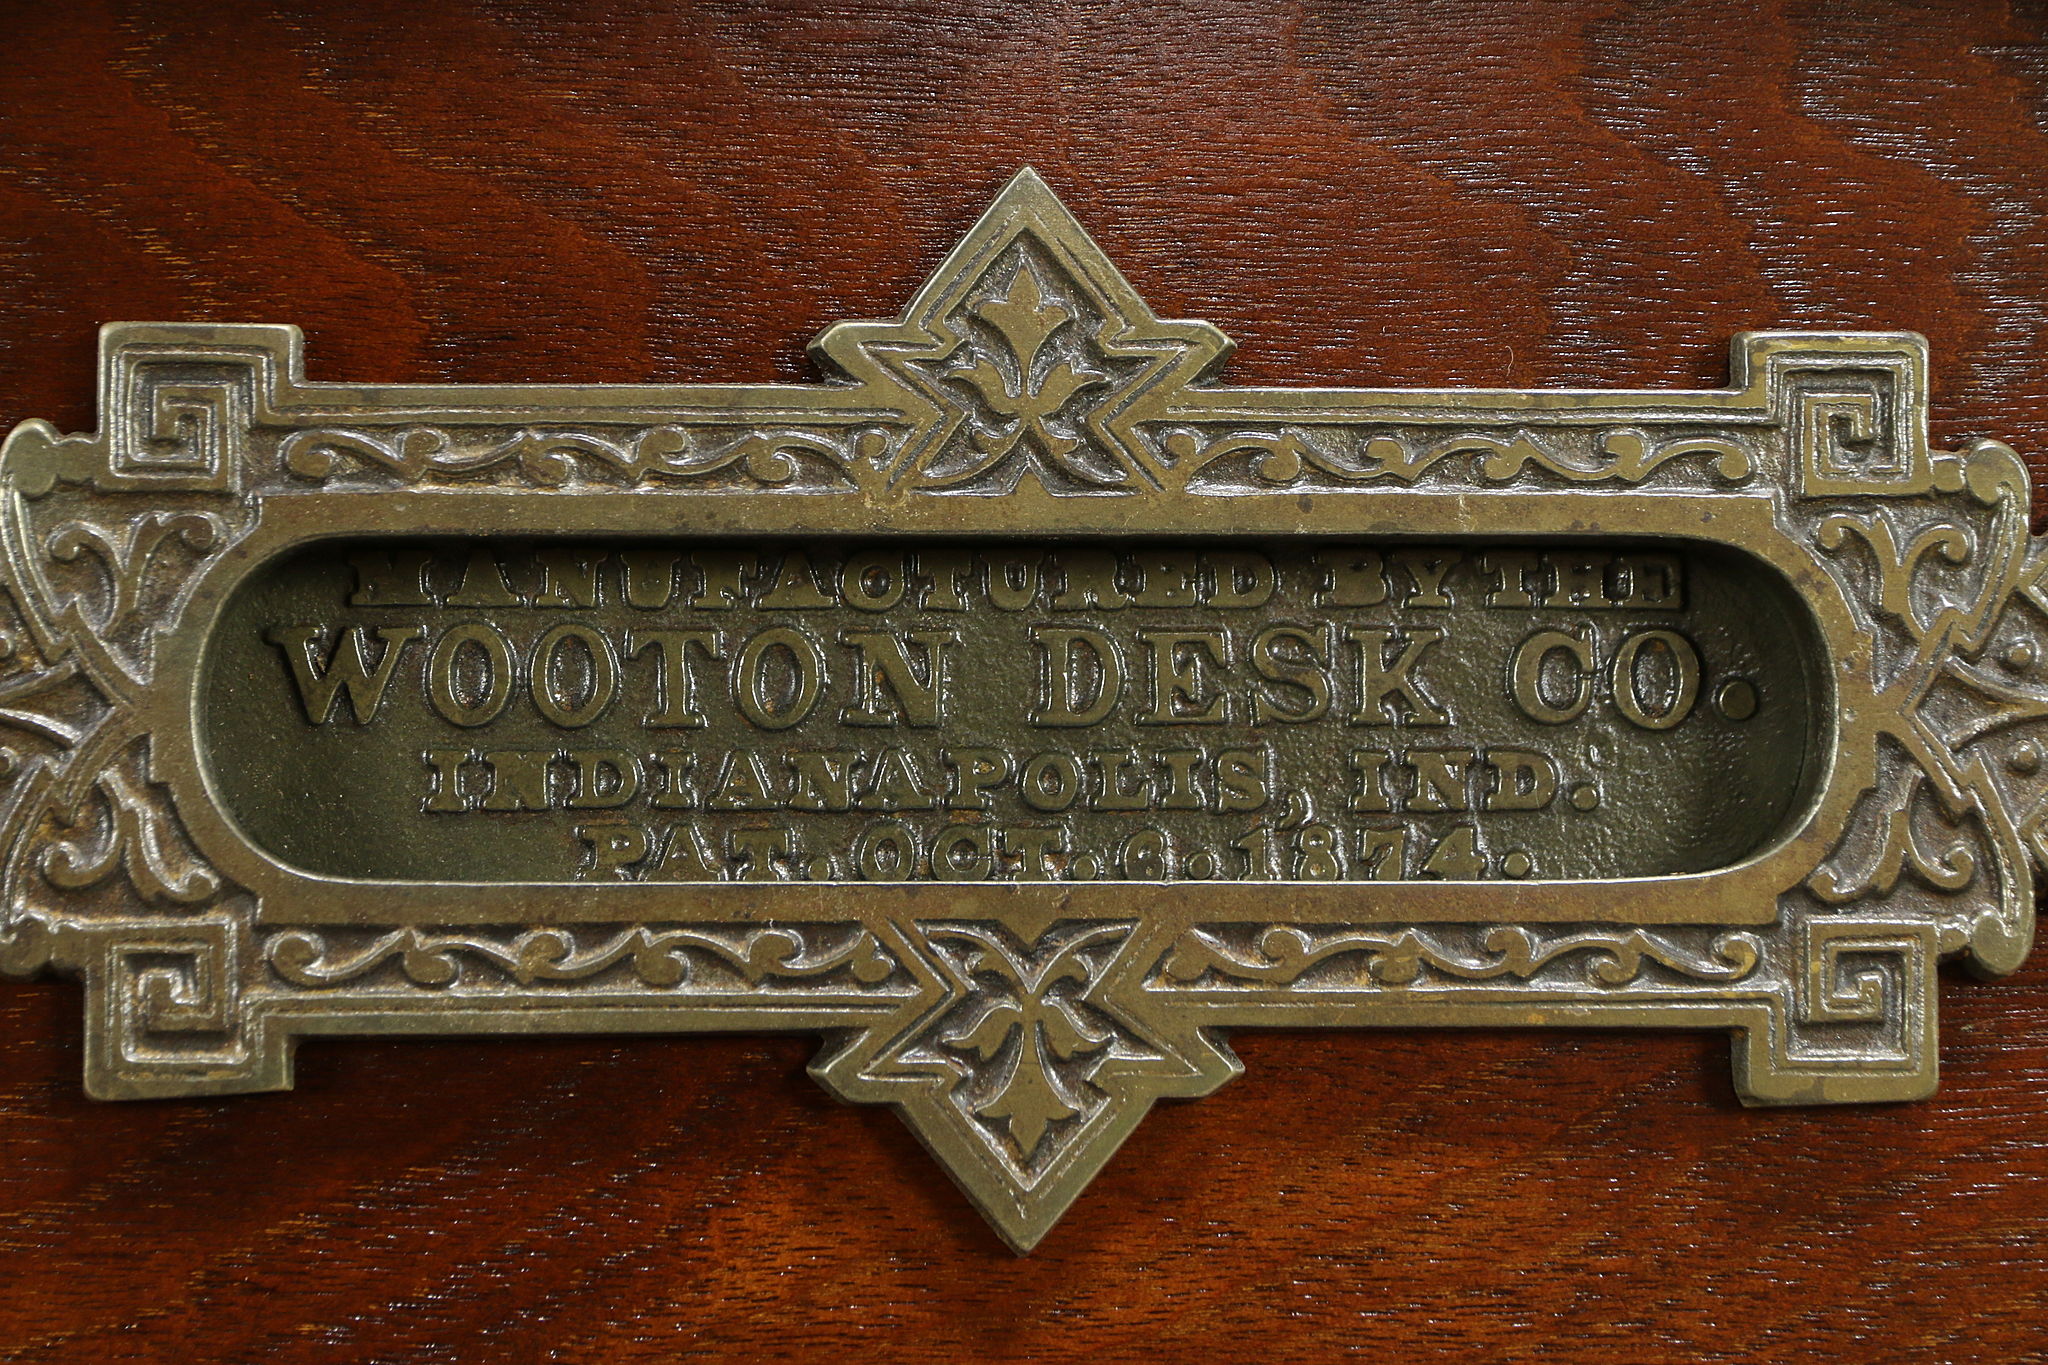 MANUFACTURED BY THE
WOOTON DESK CO.
INDIANAPOLIS, IND.
PAT. OCT. 6. 1874.